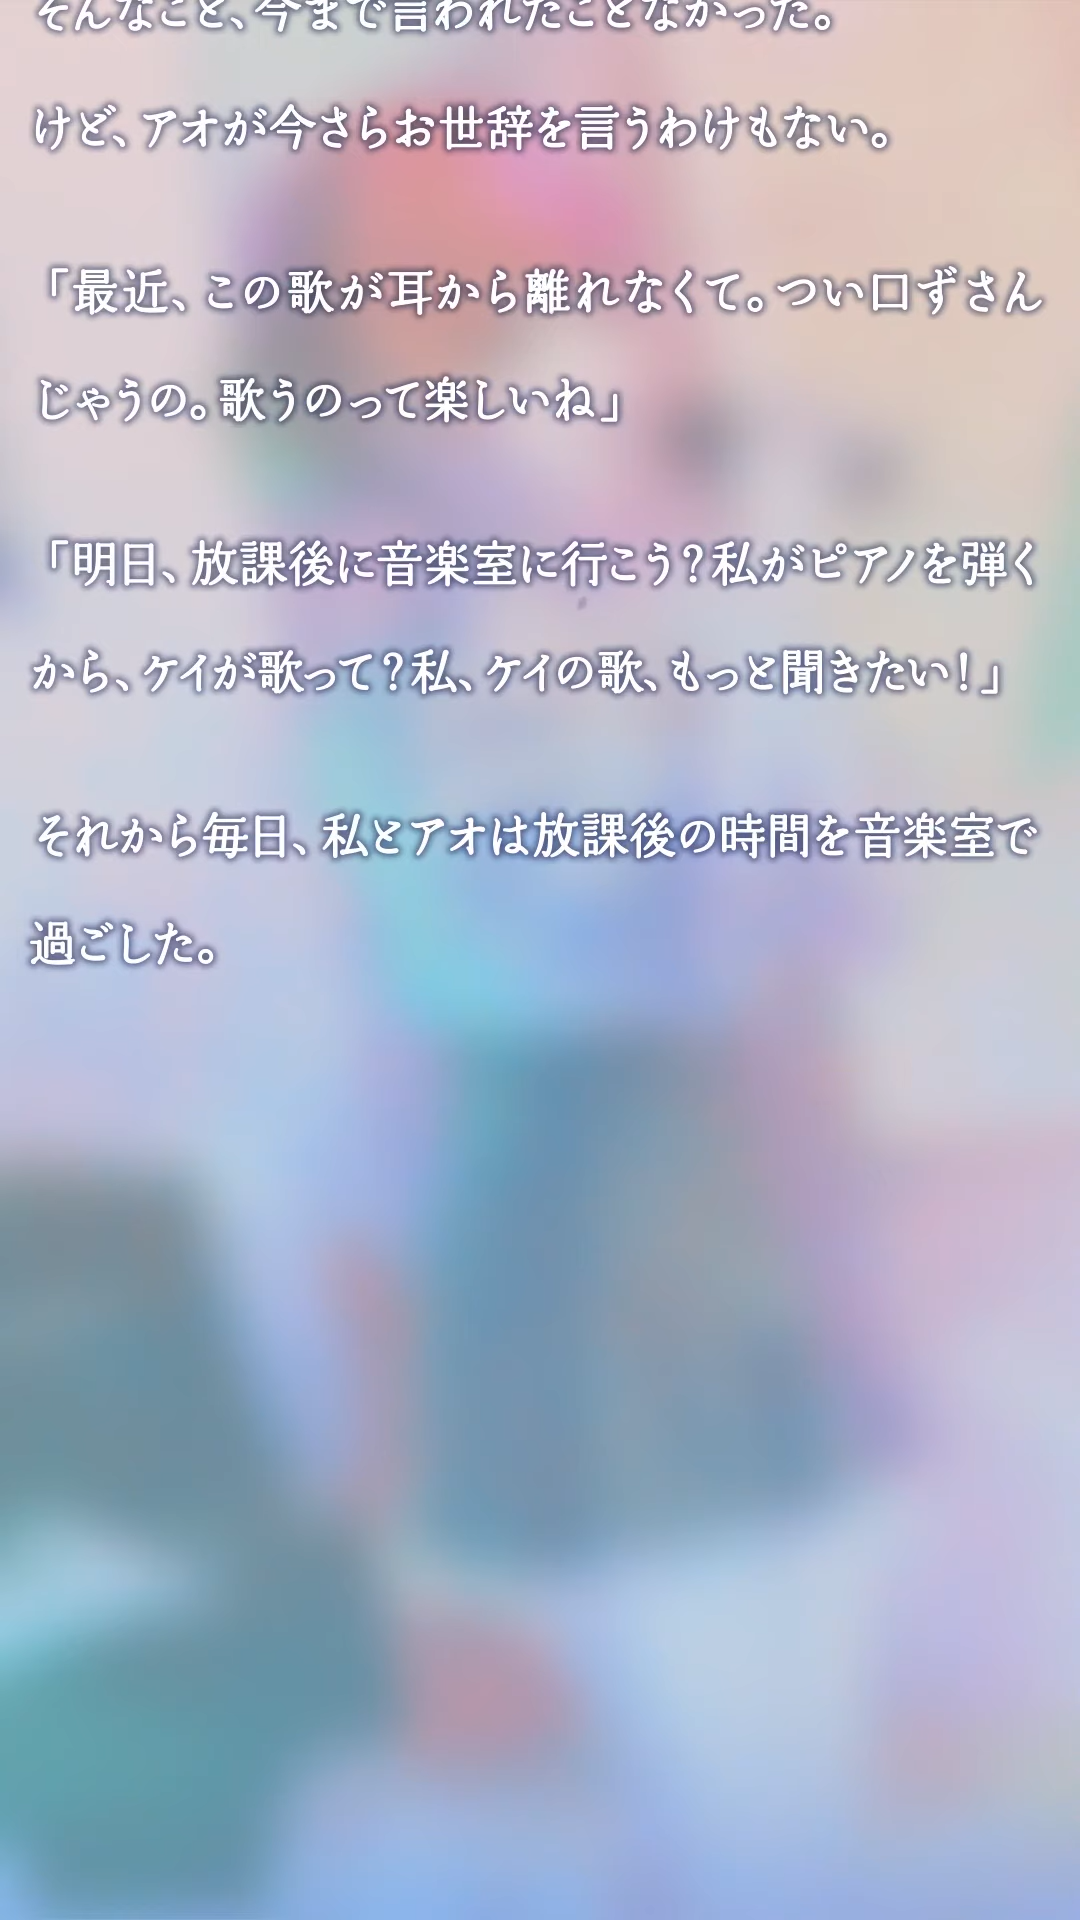 そんなこと、今まで言われたことなかった。
けど、アオが今さらお世辞を言うわけもない。
「最近、この歌が耳から離れなくて。つい口ずさん
じゃうの。歌うのって楽しいね」
「明日、放課後に音楽室に行こう？私がピアノを弾く
から、ケイが歌って？私、ケイの歌、もっと聞きたい！」
それから毎日、私とアオは放課後の時間を音楽室で
過ごした。